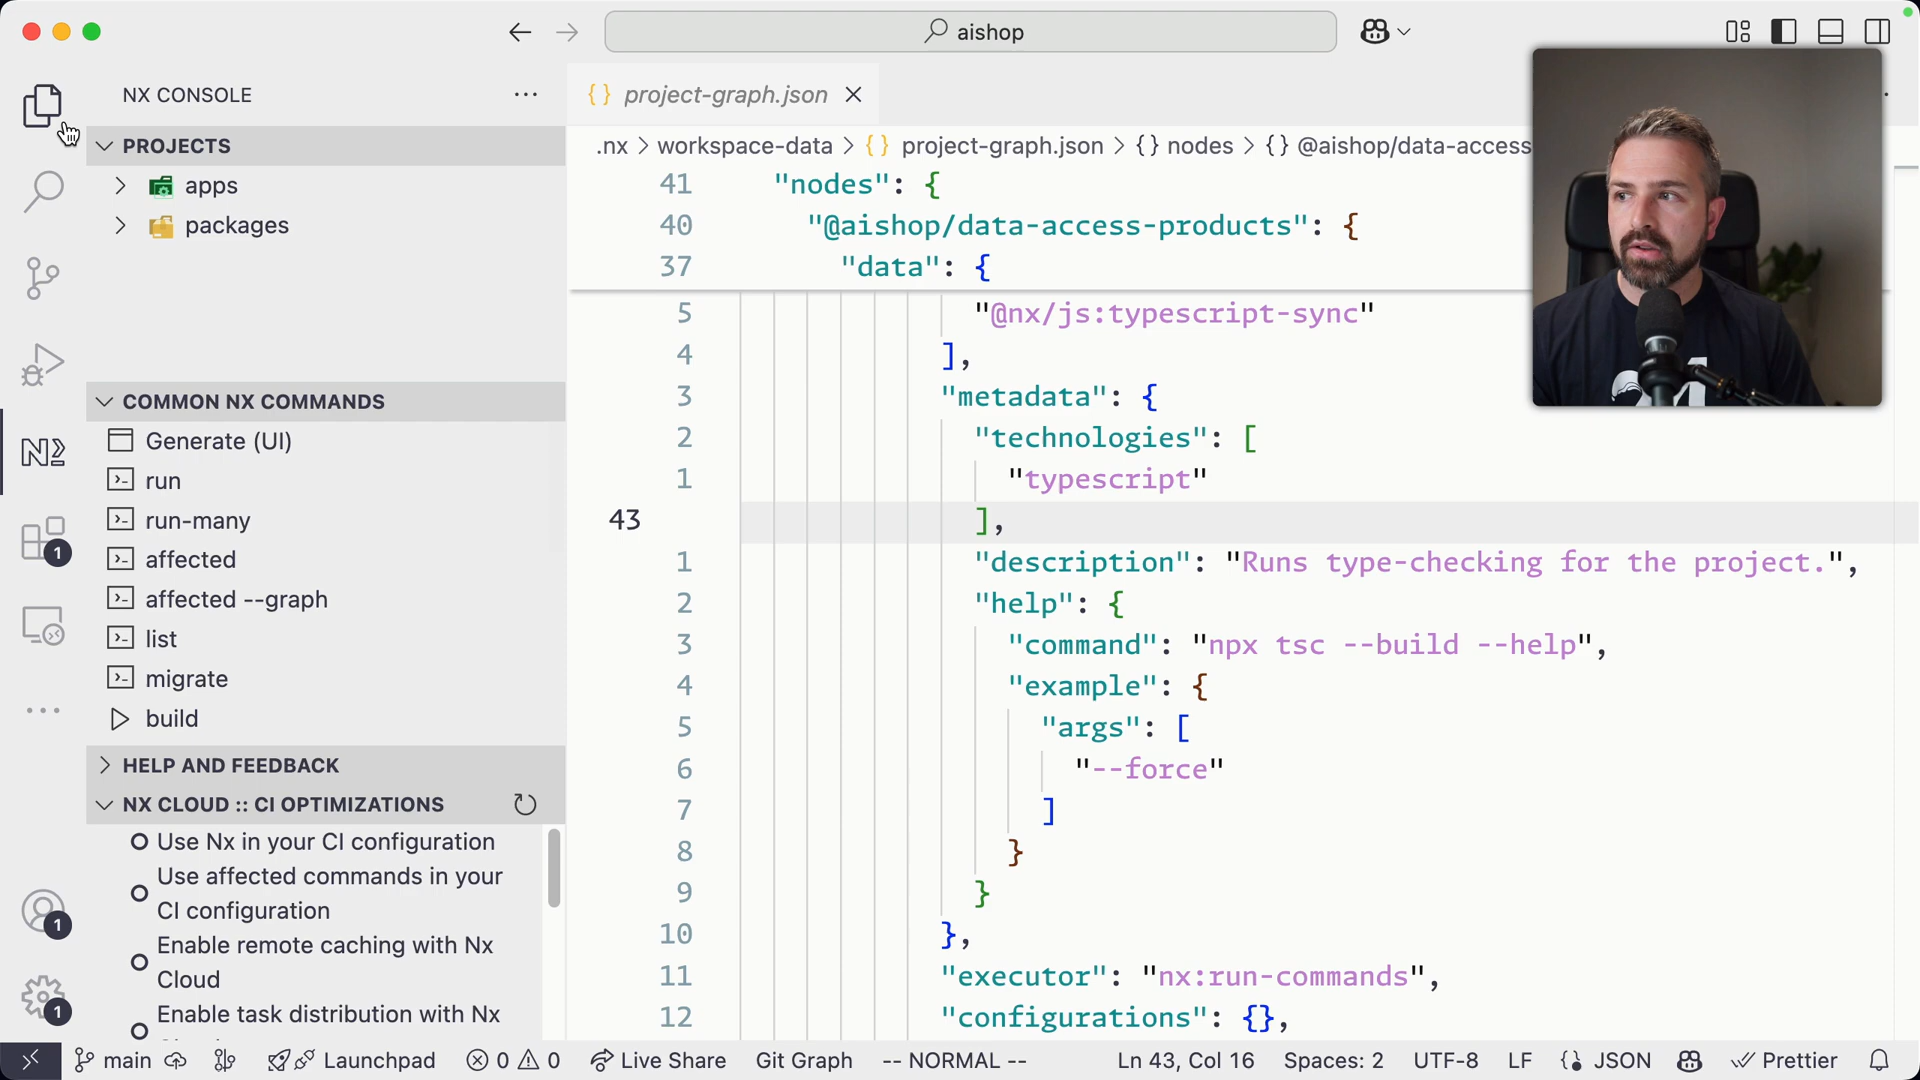 aishop
NX CONSOLE
PROJECTS
apps
packages
COMMON NX COMMANDS
Generate (UI)
run
run-many
affected
affected --graph
list
migrate
build
HELP AND FEEDBACK
NX CLOUD :: CI OPTIMIZATIONS
Use Nx in your CI configuration
Use affected commands in your
CI configuration
Enable remote caching with Nx
Cloud
Enable task distribution with Nx
1
1
1
{} project-graph.json
.nx > workspace-data > {} project-graph.json > {} nodes > {} @aishop/data-access
41 "nodes": {
40 "@aishop/data-access-products": {
37 "data": {
5 "@nx/js:typescript-sync"
4 ],
3 "metadata": {
2 "technologies": [
1 "typescript"
43 ],
1 "description": "Runs type-checking for the project.",
2 "help": {
3 "command": "npx tsc --build --help",
4 "example": {
5 "args": [
6 "--force"
7 ]
8 }
9 }
10 },
11 "executor": "nx:run-commands",
12 "configurations": {},
main Launchpad 0 0 Live Share Git Graph -- NORMAL -- Ln 43, Col 16 Spaces: 2 UTF-8 LF JSON Prettier